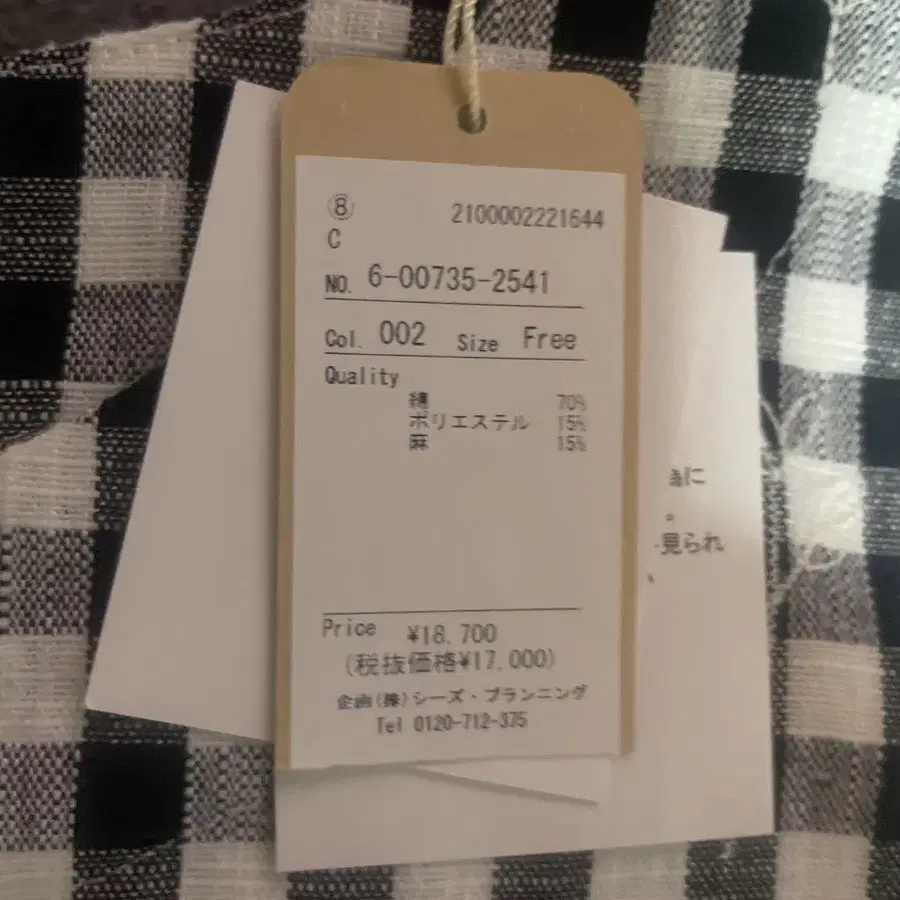 ⑧
2100002221644
C
NO. 6-00735-2541
Col. 002 Size Free
Quality
綿 70%
ポリエステル 15%
麻 15%
Price ¥18,700
(税抜価格¥17,000)
企画(株)シーズ・プランニング
Tel 0120-712-375
に
。
見られ
、